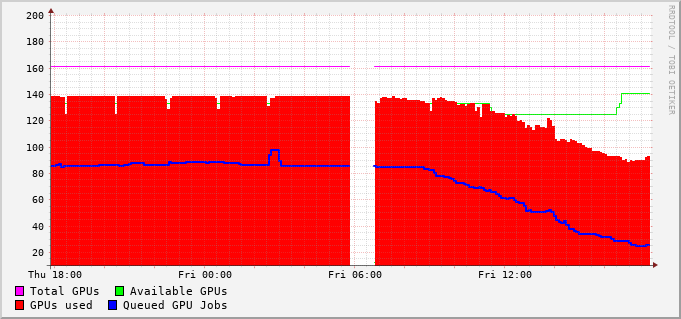 200
180
160
140
120
100
80
60
40
20
Thu 18:00 Fri 00:00 Fri 06:00 Fri 12:00
Total GPUs Available GPUs
GPUs used Queued GPU Jobs
RRDTOOL / TOBI OETIKER